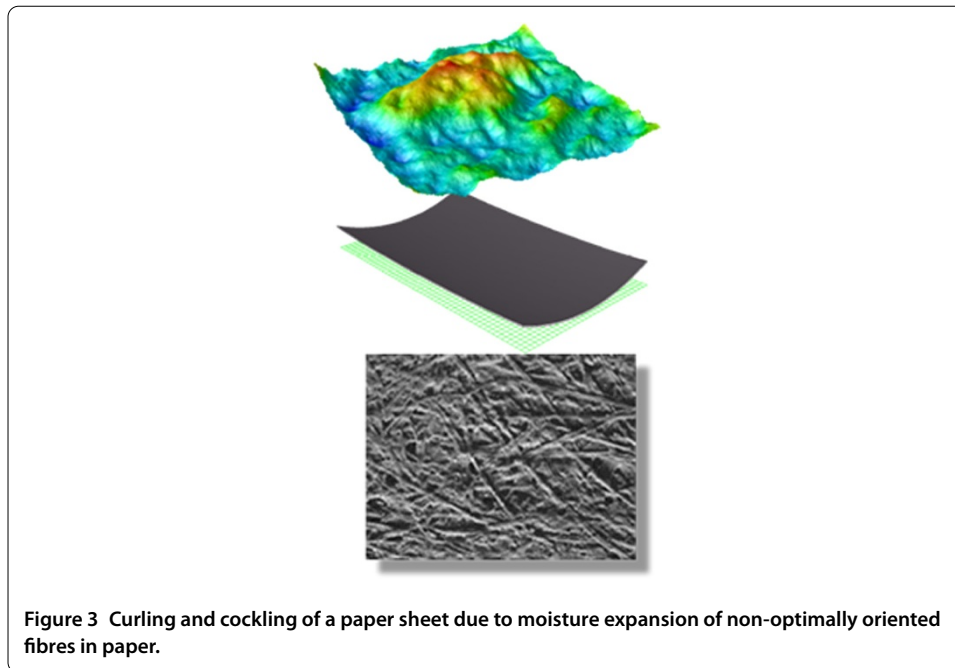 Figure 3 Curling and cockling of a paper sheet due to moisture expansion of non-optimally oriented
fibres in paper.